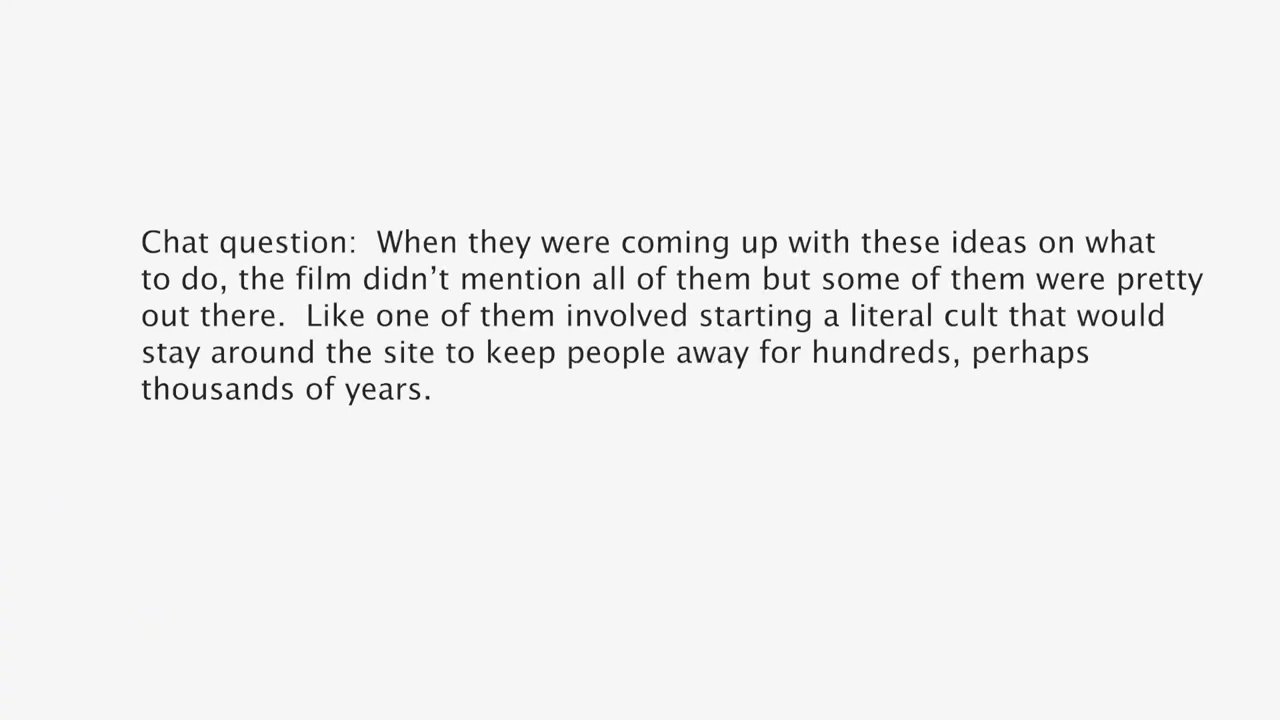 Chat question:  When they were coming up with these ideas on what
to do, the film didn’t mention all of them but some of them were pretty
out there.  Like one of them involved starting a literal cult that would
stay around the site to keep people away for hundreds, perhaps
thousands of years.